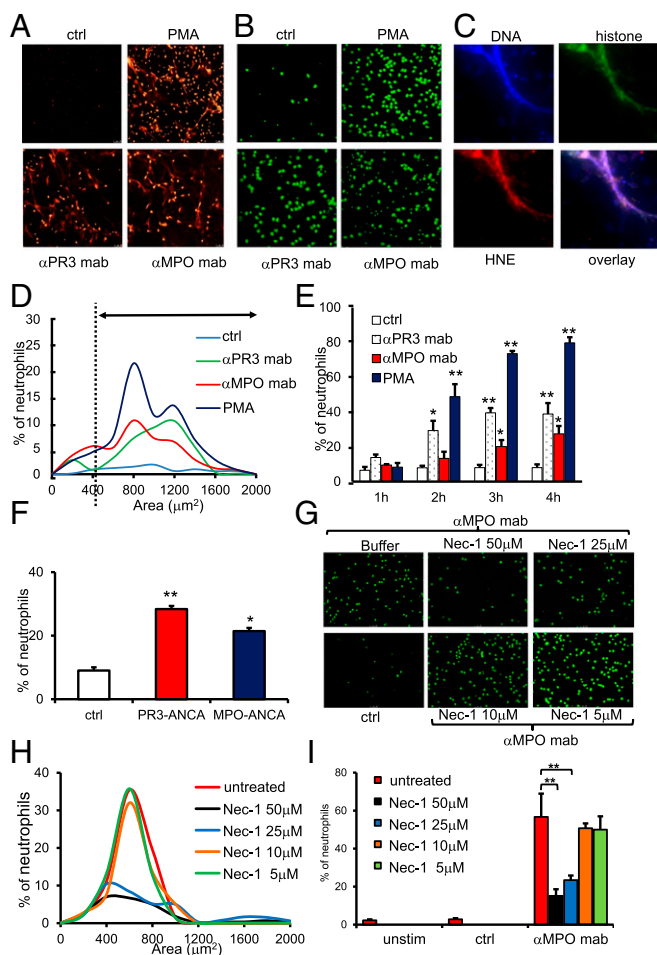 A
ctrl
PMA
αPR3 mab
αMPO mab
B
ctrl
PMA
αPR3 mab
αMPO mab
C
DNA
histone
HNE
overlay
D
% of neutrophils
30
25
20
15
10
5
0
0 400 800 1200 1600 2000
Area (μm²)
ctrl
αPR3 mab
αMPO mab
PMA
E
% of neutrophils
100
80
60
40
20
0
ctrl
αPR3 mab
αMPO mab
PMA
* ** ** * ** ** * **
1h 2h 3h 4h
F
% of neutrophils
40
20
0
** *
ctrl PR3-ANCA MPO-ANCA
G
αMPO mab
Buffer Nec-1 50μM Nec-1 25μM
ctrl
Nec-1 10μM Nec-1 5μM
αMPO mab
H
% of neutrophils
40
30
20
10
0
0 400 800 1200 1600 2000
Area (μm²)
untreated
Nec-1 50μM
Nec-1 25μM
Nec-1 10μM
Nec-1 5μM
I
% of neutrophils
80
60
40
20
0
untreated
Nec-1 50μM
Nec-1 25μM
Nec-1 10μM
Nec-1 5μM
**
**
unstim ctrl αMPO mab